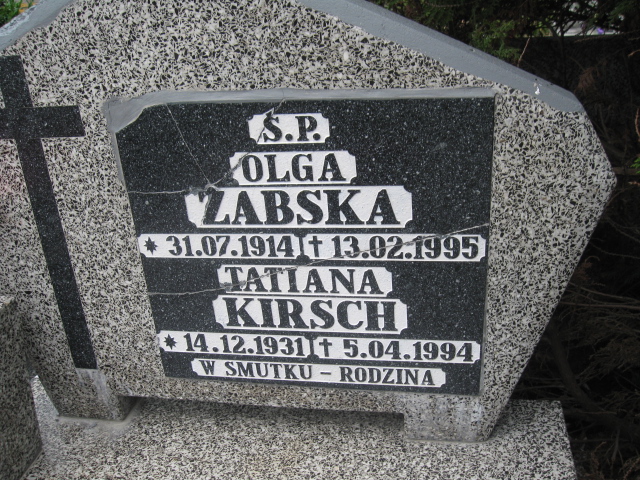 Ś.P.
OLGA
ŻABSKA
* 31.07.1914 † 13.02.1995
TATIANA
KIRSCH
* 14.12.1931 † 5.04.1994
W SMUTKU - RODZINA